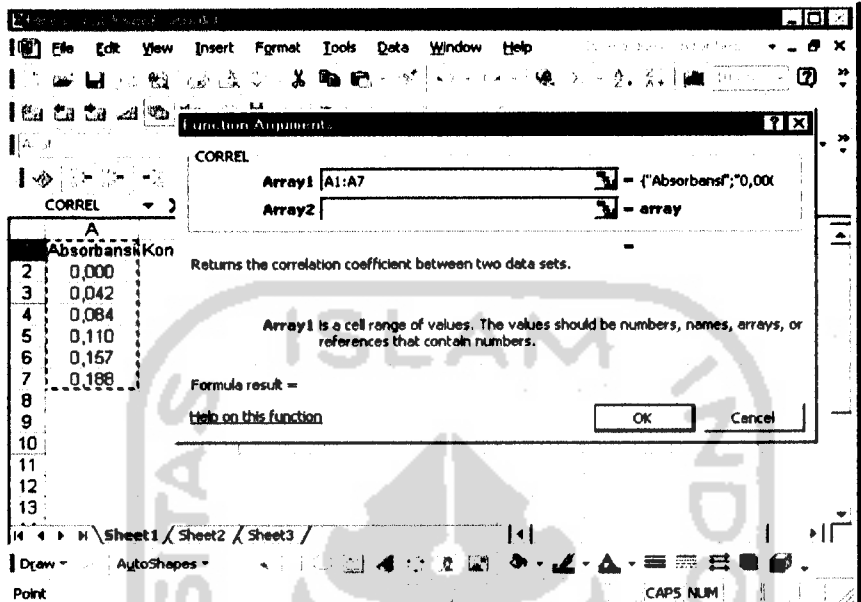 File Edit View Insert Format Tools Data Window Help
Function Arguments
CORREL
Array1 A1:A7 = {"Absorbansi";"0,00(
Array2 = array
=
CORREL
A
Absorbansi Kon
2 0,000
3 0,042
4 0,084
5 0,110
6 0,157
7 0,188
8
9
10
11
12
13
Returns the correlation coefficient between two data sets.
Array1 is a cell range of values. The values should be numbers, names, arrays, or
references that contain numbers.
Formula result =
Help on this function
OK Cancel
ISLAM
SITAS
INDO
Sheet1 Sheet2 Sheet3
Draw AutoShapes
Point CAPS NUM